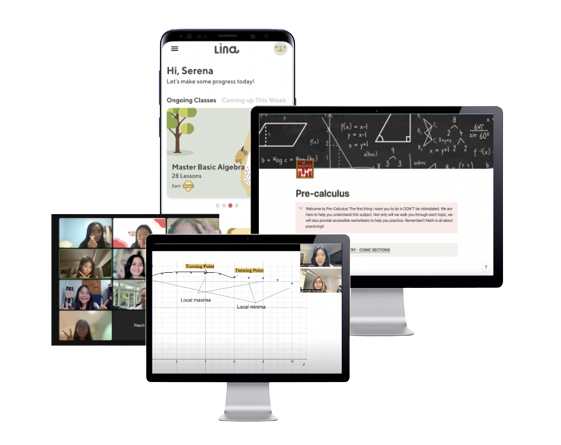 Lina
Hi, Serena
Let's make some progress today!
Ongoing Classes Coming up This Week
Master Basic Algebra
28 Lessons
Pre-calculus
Welcome to Pre-Calculus! The first thing I want you to do is DON'T be intimidated. We are
here to help you understand this subject. Not only will we walk you through each topic, we
will also provide accessible worksheets to help you practice. Remember!! Math is all about
practicing!!
CONIC SECTIONS
Turning Point
Turning Point
Local maxima
Local minima